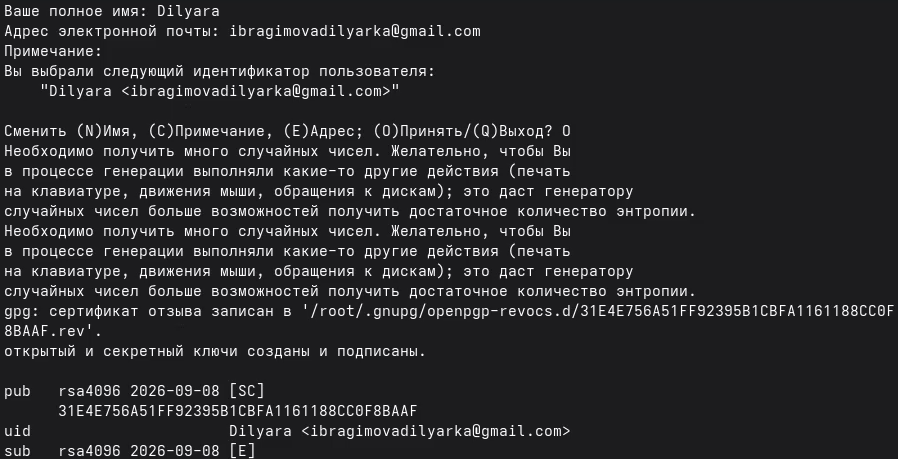 Ваше полное имя: Dilyara
Адрес электронной почты: ibragimovadilyarka@gmail.com
Примечание:
Вы выбрали следующий идентификатор пользователя:
"Dilyara <ibragimovadilyarka@gmail.com>"
Сменить (N)Имя, (C)Примечание, (E)Адрес; (O)Принять/(Q)Выход? O
Необходимо получить много случайных чисел. Желательно, чтобы Вы
в процессе генерации выполняли какие-то другие действия (печать
на клавиатуре, движения мыши, обращения к дискам); это даст генератору
случайных чисел больше возможностей получить достаточное количество энтропии.
Необходимо получить много случайных чисел. Желательно, чтобы Вы
в процессе генерации выполняли какие-то другие действия (печать
на клавиатуре, движения мыши, обращения к дискам); это даст генератору
случайных чисел больше возможностей получить достаточное количество энтропии.
gpg: сертификат отзыва записан в '/root/.gnupg/openpgp-revocs.d/31E4E756A51FF92395B1CBFA1161188CC0F
8BAAF.rev'.
открытый и секретный ключи созданы и подписаны.
pub   rsa4096 2026-09-08 [SC]
31E4E756A51FF92395B1CBFA1161188CC0F8BAAF
uid                      Dilyara <ibragimovadilyarka@gmail.com>
sub   rsa4096 2026-09-08 [E]